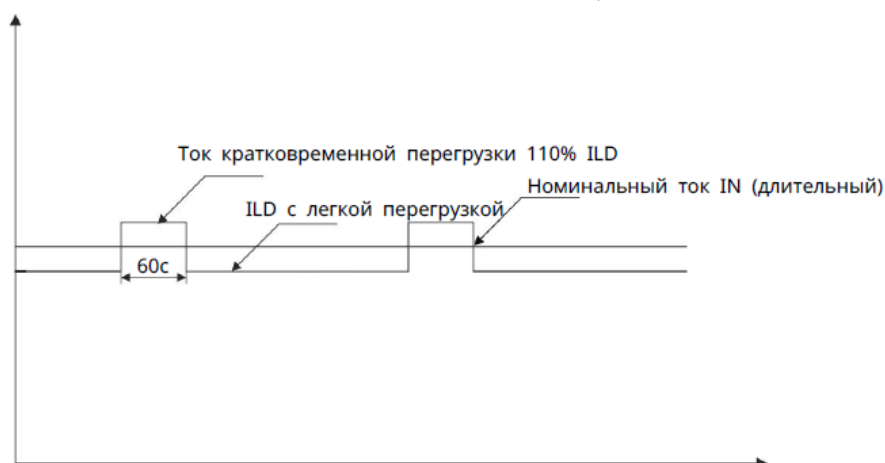 Ток кратковременной перегрузки 110% ILD
Номинальный ток IN (длительный)
ILD с легкой перегрузкой
60с